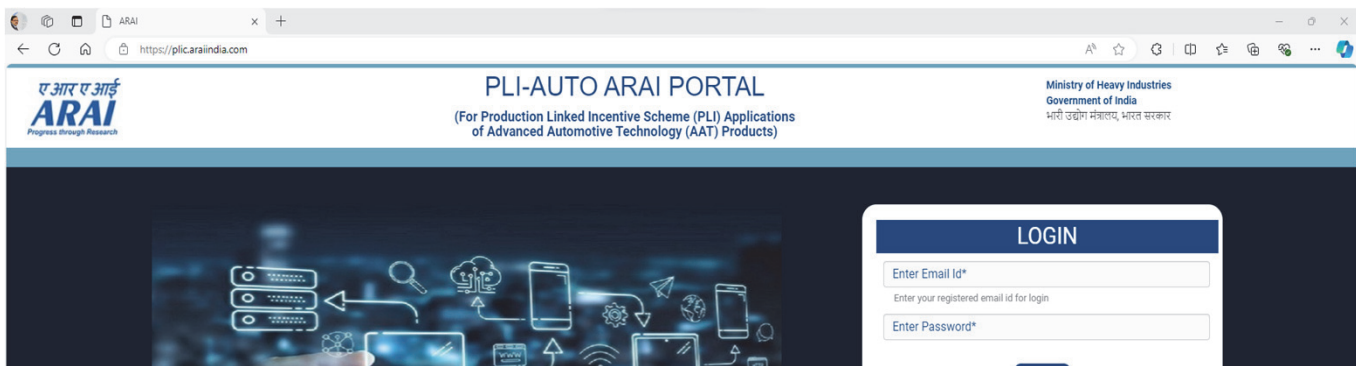 ARAI
https://plic.araiindia.com
ए आर ए आई
ARAI
Progress through Research
PLI-AUTO ARAI PORTAL
(For Production Linked Incentive Scheme (PLI) Applications
of Advanced Automotive Technology (AAT) Products)
Ministry of Heavy Industries
Government of India
भारी उद्योग मंत्रालय, भारत सरकार
LOGIN
Enter Email Id*
Enter your registered email id for login
Enter Password*